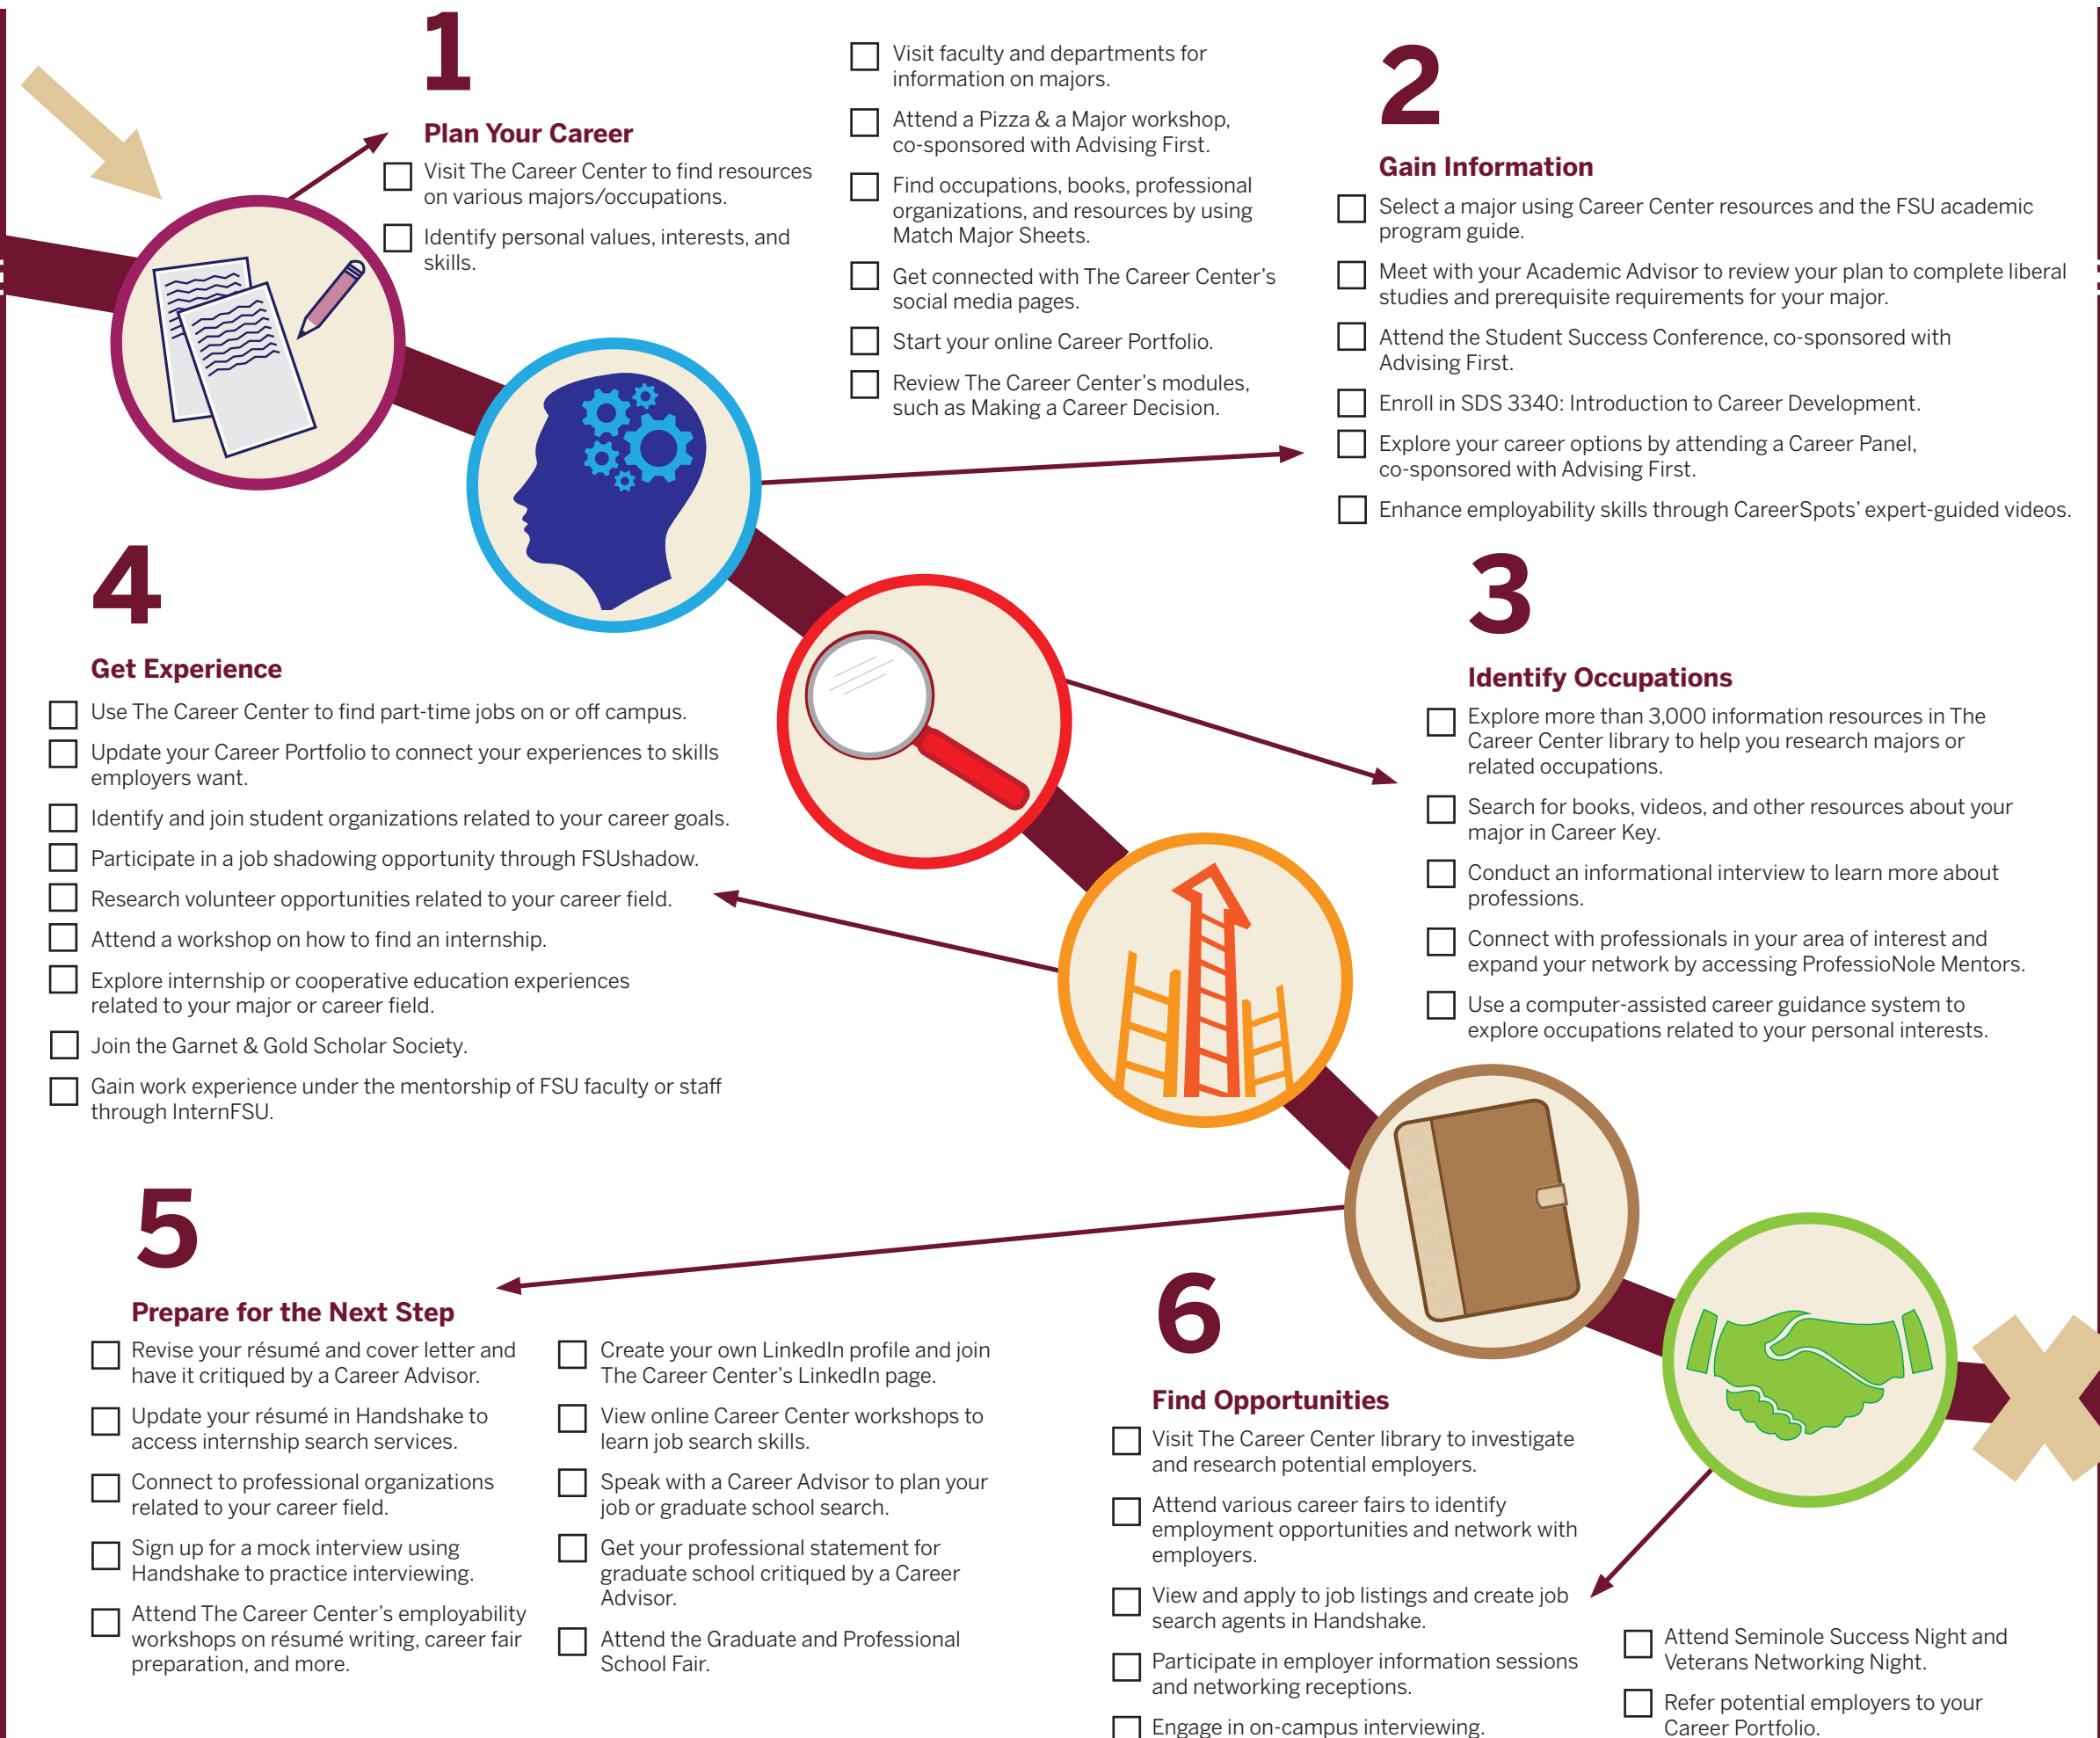 1
Plan Your Career
Visit The Career Center to find resources
on various majors/occupations.
Identify personal values, interests, and
skills.
Visit faculty and departments for
information on majors.
Attend a Pizza & a Major workshop,
co-sponsored with Advising First.
Find occupations, books, professional
organizations, and resources by using
Match Major Sheets.
Get connected with The Career Center's
social media pages.
Start your online Career Portfolio.
Review The Career Center's modules,
such as Making a Career Decision.
2
Gain Information
Select a major using Career Center resources and the FSU academic
program guide.
Meet with your Academic Advisor to review your plan to complete liberal
studies and prerequisite requirements for your major.
Attend the Student Success Conference, co-sponsored with
Advising First.
Enroll in SDS 3340: Introduction to Career Development.
Explore your career options by attending a Career Panel,
co-sponsored with Advising First.
Enhance employability skills through CareerSpots' expert-guided videos.
3
Identify Occupations
Explore more than 3,000 information resources in The
Career Center library to help you research majors or
related occupations.
Search for books, videos, and other resources about your
major in Career Key.
Conduct an informational interview to learn more about
professions.
Connect with professionals in your area of interest and
expand your network by accessing ProfessioNole Mentors.
Use a computer-assisted career guidance system to
explore occupations related to your personal interests.
4
Get Experience
Use The Career Center to find part-time jobs on or off campus.
Update your Career Portfolio to connect your experiences to skills
employers want.
Identify and join student organizations related to your career goals.
Participate in a job shadowing opportunity through FSUshadow.
Research volunteer opportunities related to your career field.
Attend a workshop on how to find an internship.
Explore internship or cooperative education experiences
related to your major or career field.
Join the Garnet & Gold Scholar Society.
Gain work experience under the mentorship of FSU faculty or staff
through InternFSU.
5
Prepare for the Next Step
Revise your résumé and cover letter and
have it critiqued by a Career Advisor.
Update your résumé in Handshake to
access internship search services.
Connect to professional organizations
related to your career field.
Sign up for a mock interview using
Handshake to practice interviewing.
Attend The Career Center's employability
workshops on résumé writing, career fair
preparation, and more.
Create your own LinkedIn profile and join
The Career Center's LinkedIn page.
View online Career Center workshops to
learn job search skills.
Speak with a Career Advisor to plan your
job or graduate school search.
Get your professional statement for
graduate school critiqued by a Career
Advisor.
Attend the Graduate and Professional
School Fair.
6
Find Opportunities
Visit The Career Center library to investigate
and research potential employers.
Attend various career fairs to identify
employment opportunities and network with
employers.
View and apply to job listings and create job
search agents in Handshake.
Participate in employer information sessions
and networking receptions.
Engage in on-campus interviewing.
Attend Seminole Success Night and
Veterans Networking Night.
Refer potential employers to your
Career Portfolio.